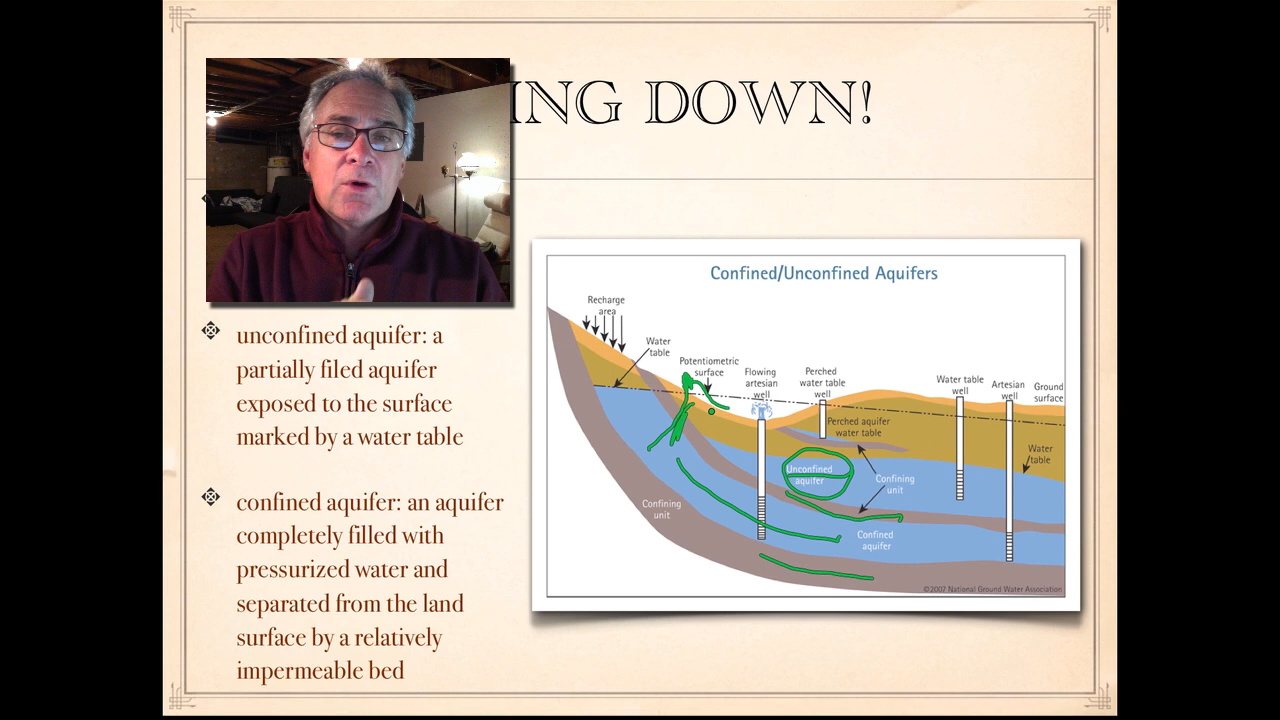 ING DOWN!
unconfined aquifer: a
partially filed aquifer
exposed to the surface
marked by a water table
confined aquifer: an aquifer
completely filled with
pressurized water and
separated from the land
surface by a relatively
impermeable bed
Confined/Unconfined Aquifers
Recharge
area
Water
table
Potentiometric
surface
Flowing
artesian
well
Perched
water table
well
Water table
well
Artesian
well
Ground
surface
Perched aquifer
water table
Water
table
Unconfined
aquifer
Confining
unit
Confining
unit
Confined
aquifer
©2007 National Ground Water Association